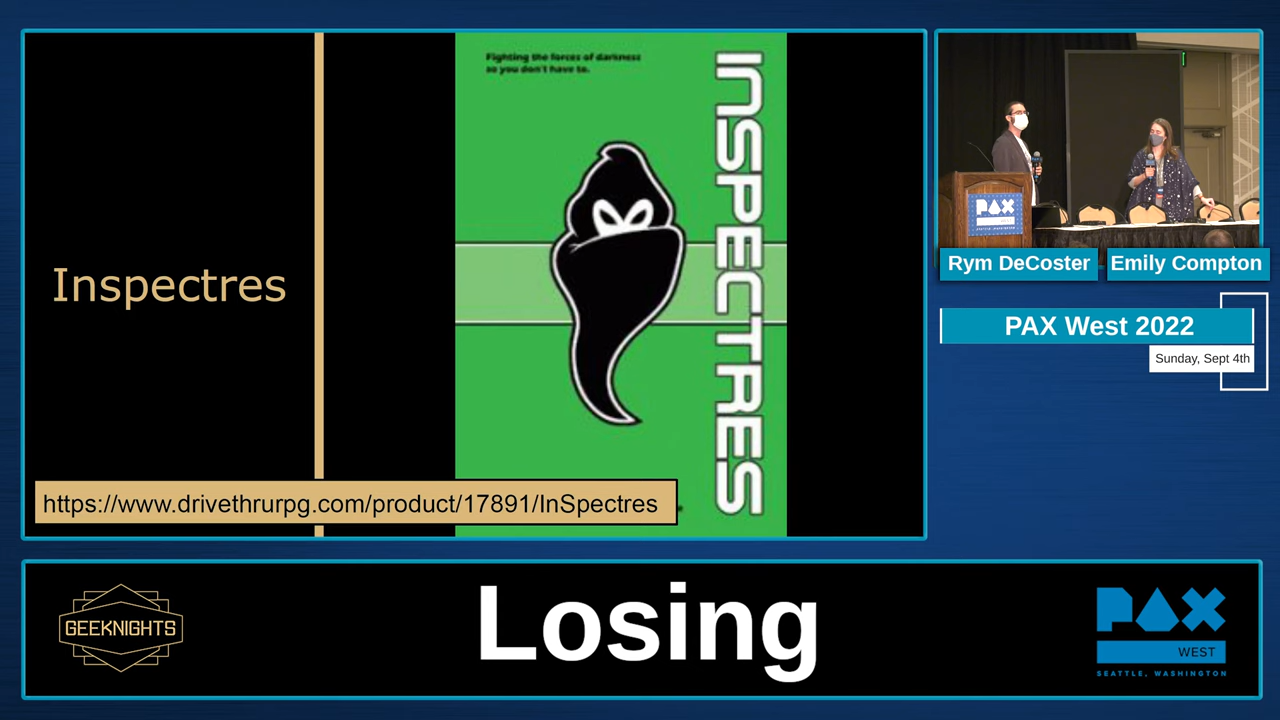 Inspectres
Fighting the forces of darkness
so you don't have to.
INSPECTRES
https://www.drivethrurpg.com/product/17891/InSpectres
PAX
Rym DeCoster
Emily Compton
PAX West 2022
Sunday, Sept 4th
GEEKNIGHTS
Losing
PAX
WEST
SEATTLE, WASHINGTON